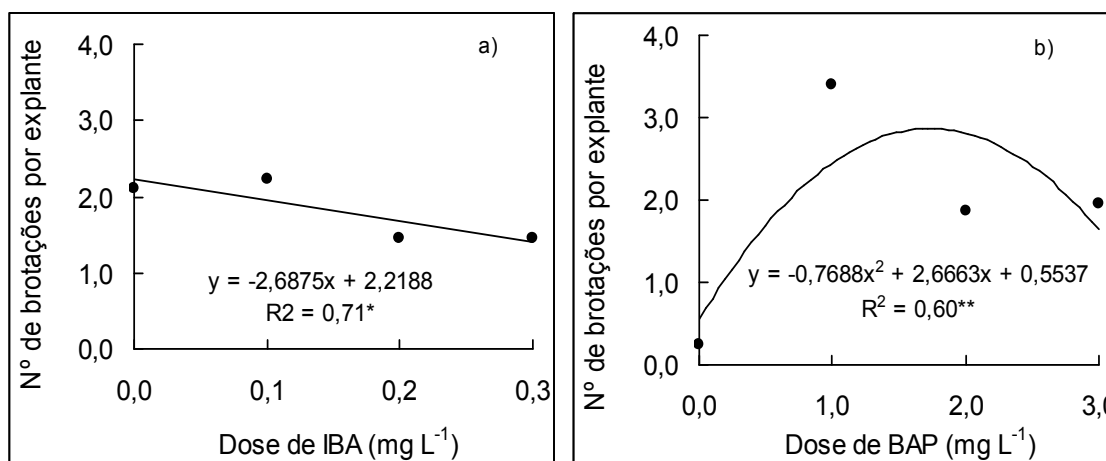 a)
Nº de brotações por explante
4,0
3,0
2,0
1,0
0,0
y = -2,6875x + 2,2188
R2 = 0,71*
0,0 0,1 0,2 0,3
Dose de IBA (mg L⁻¹)
b)
Nº de brotações por explante
4,0
3,0
2,0
1,0
0,0
y = -0,7688x² + 2,6663x + 0,5537
R² = 0,60**
0,0 1,0 2,0 3,0
Dose de BAP (mg L⁻¹)